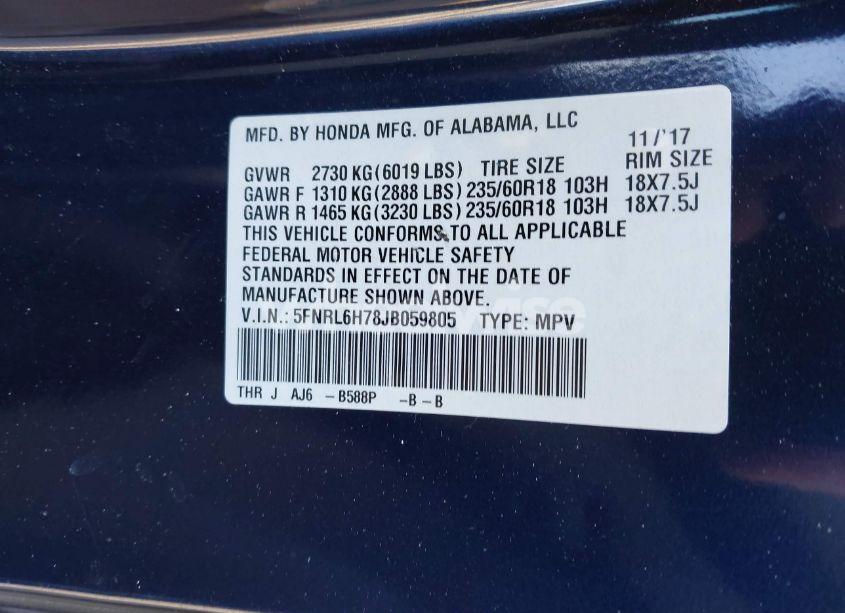 MFD. BY HONDA MFG. OF ALABAMA, LLC 11/'17
GVWR 2730 KG (6019 LBS) TIRE SIZE RIM SIZE
GAWR F 1310 KG (2888 LBS) 235/60R18 103H 18X7.5J
GAWR R 1465 KG (3230 LBS) 235/60R18 103H 18X7.5J
THIS VEHICLE CONFORMS TO ALL APPLICABLE
FEDERAL MOTOR VEHICLE SAFETY
STANDARDS IN EFFECT ON THE DATE OF
MANUFACTURE SHOWN ABOVE.
V.I.N.: 5FNRL6H78JB059805 TYPE: MPV
THR J AJ6 -B588P -B-B